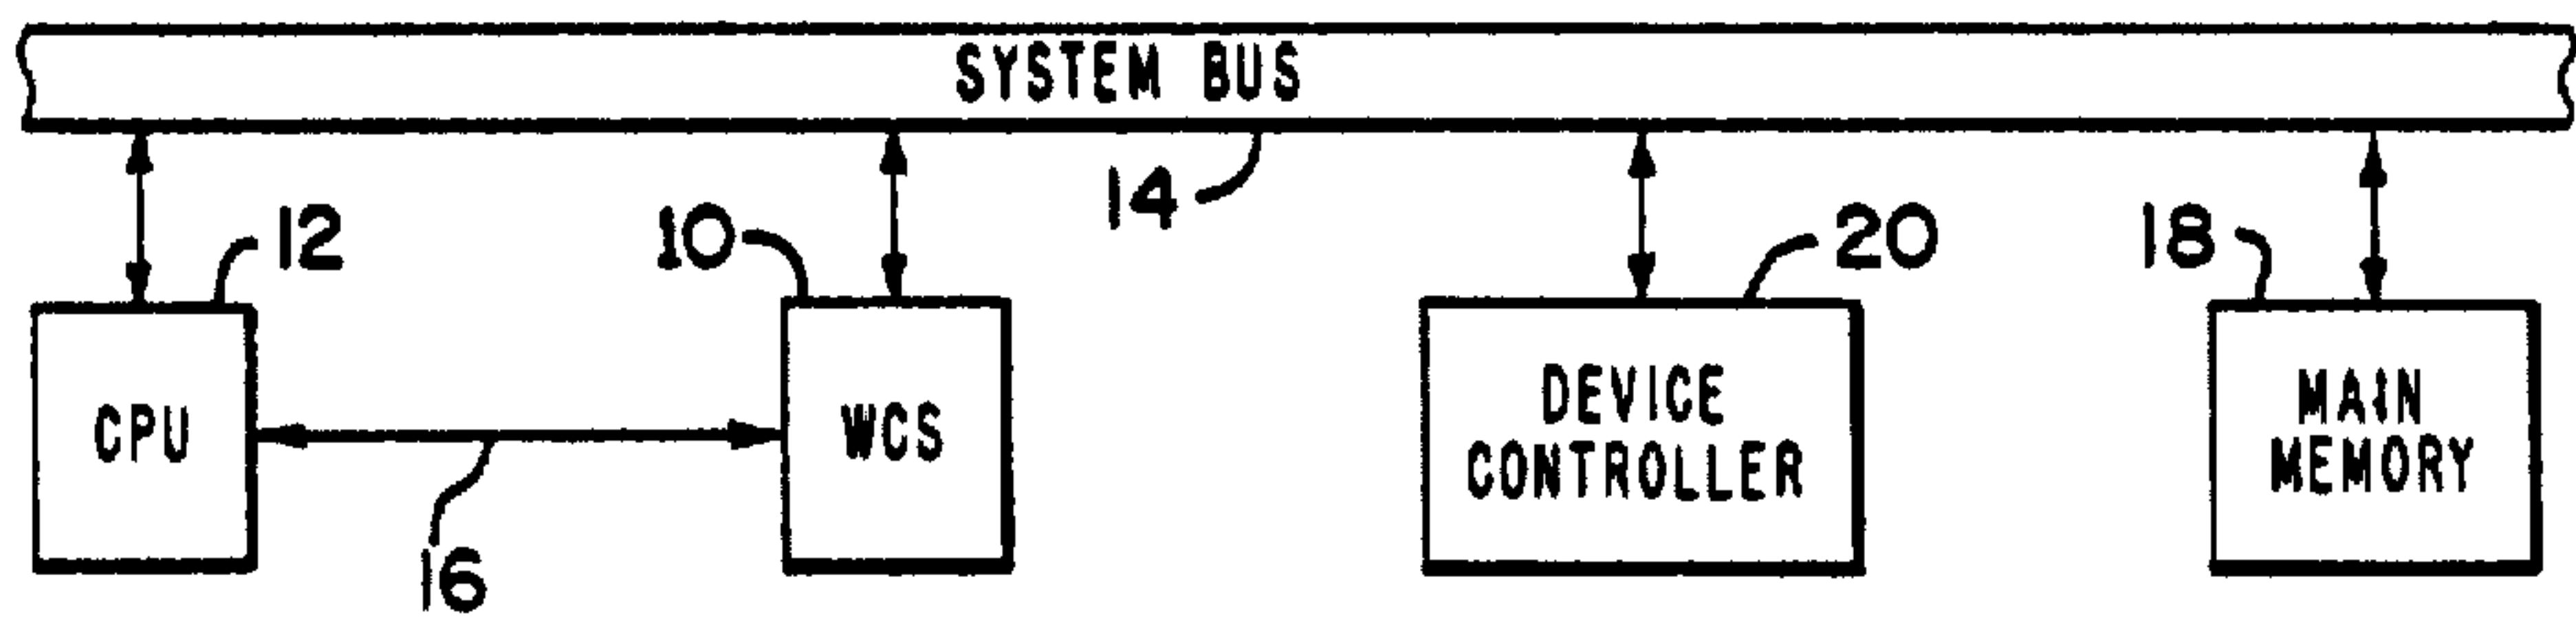 SYSTEM BUS
14
12
10
20
18
CPU
WCS
DEVICE
CONTROLLER
MAIN
MEMORY
16